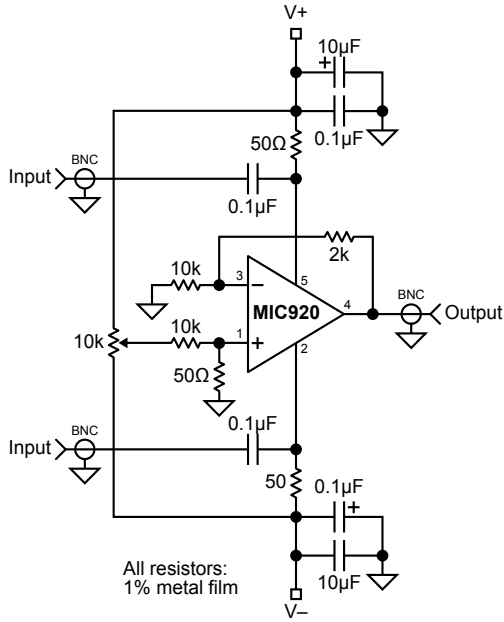 V+
10µF
+
0.1µF
50Ω
BNC
Input
0.1µF
2k
10k
3
−
5
MIC920
4
BNC
Output
10k
10k
1
+
2
50Ω
BNC
Input
0.1µF
50
0.1µF
+
10µF
All resistors:
1% metal film
V–